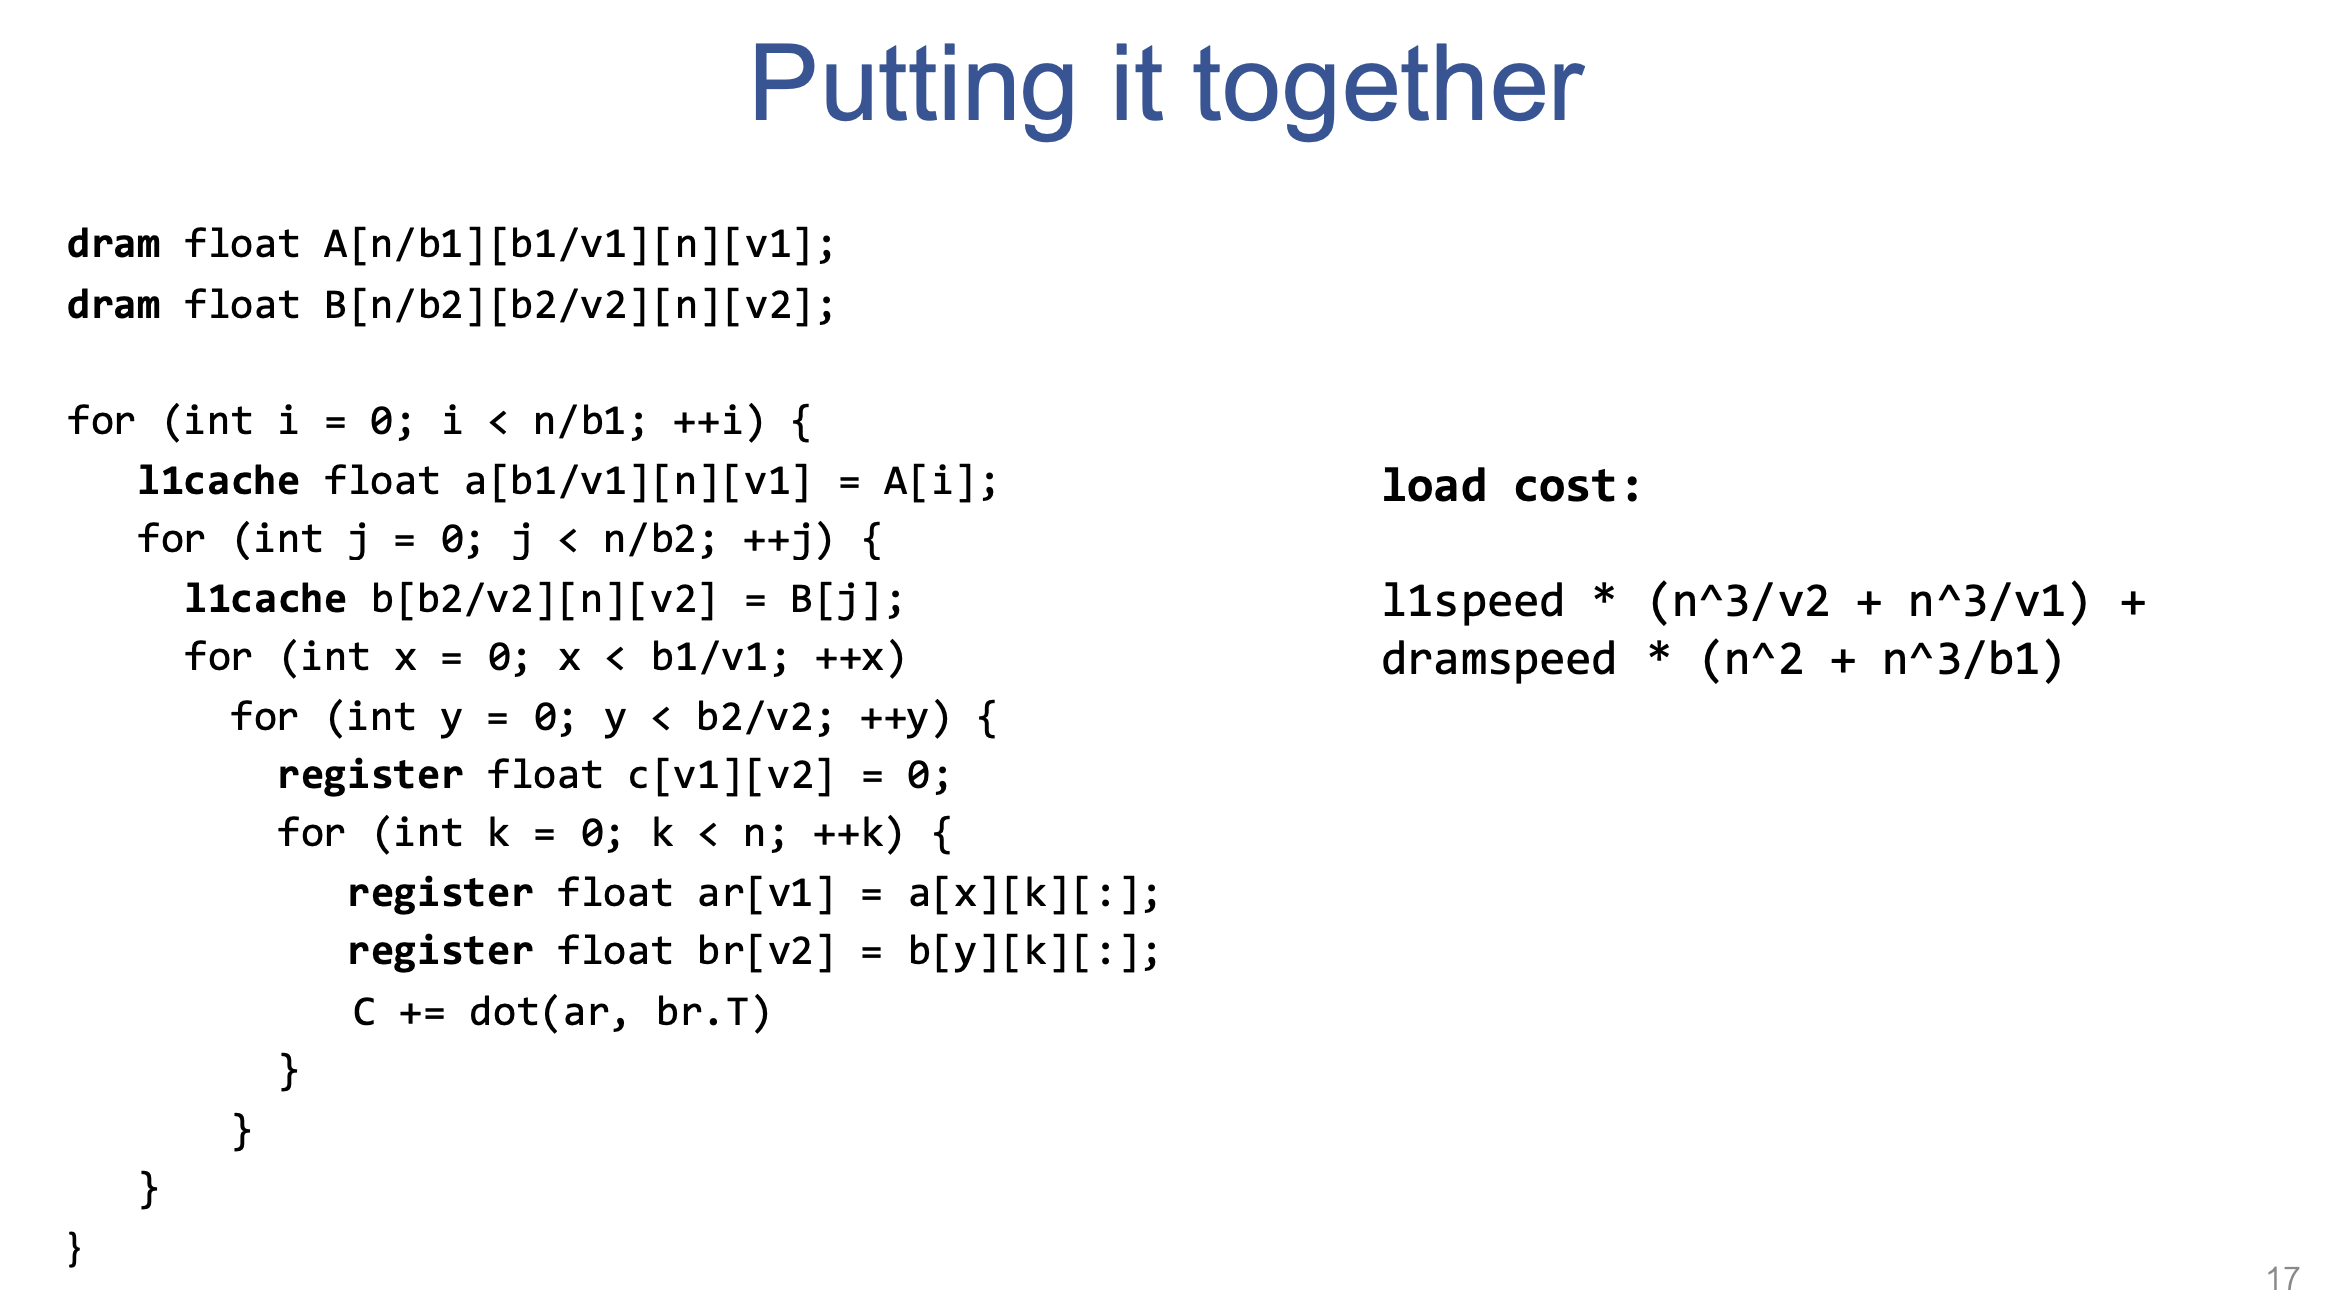 Putting it together
dram float A[n/b1][b1/v1][n][v1];
dram float B[n/b2][b2/v2][n][v2];
for (int i = 0; i < n/b1; ++i) {
l1cache float a[b1/v1][n][v1] = A[i];
for (int j = 0; j < n/b2; ++j) {
l1cache b[b2/v2][n][v2] = B[j];
for (int x = 0; x < b1/v1; ++x)
for (int y = 0; y < b2/v2; ++y) {
register float c[v1][v2] = 0;
for (int k = 0; k < n; ++k) {
register float ar[v1] = a[x][k][:];
register float br[v2] = b[y][k][:];
C += dot(ar, br.T)
}
}
}
}
load cost:
l1speed * (n^3/v2 + n^3/v1) +
dramspeed * (n^2 + n^3/b1)
17